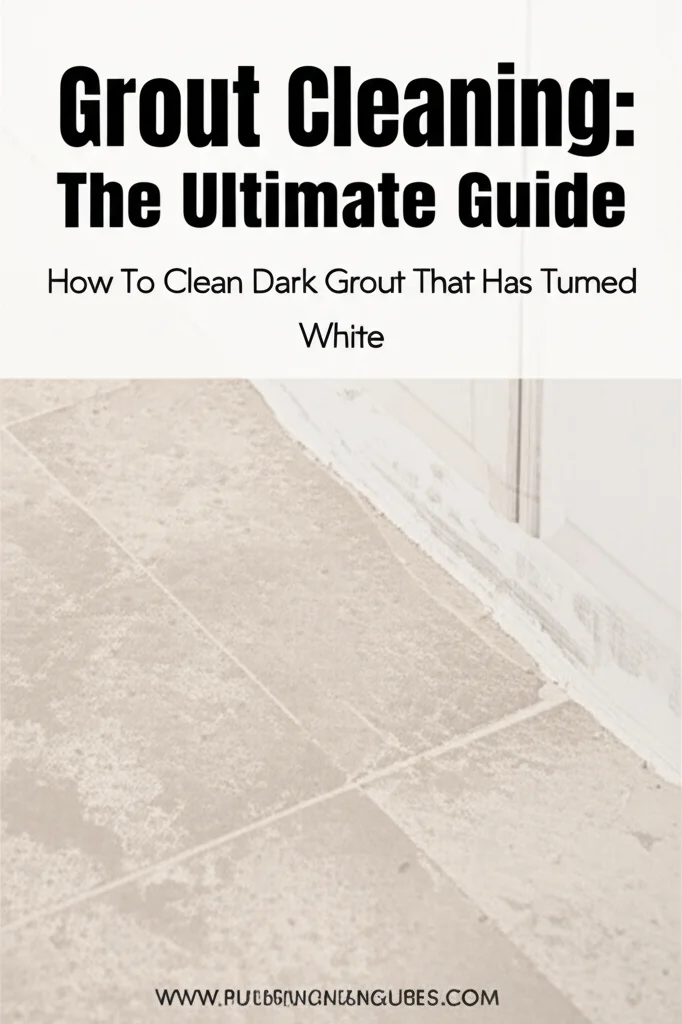 Grout Cleaning:
The Ultimate Guide
How To Clean Dark Grout That Has Tumed
White